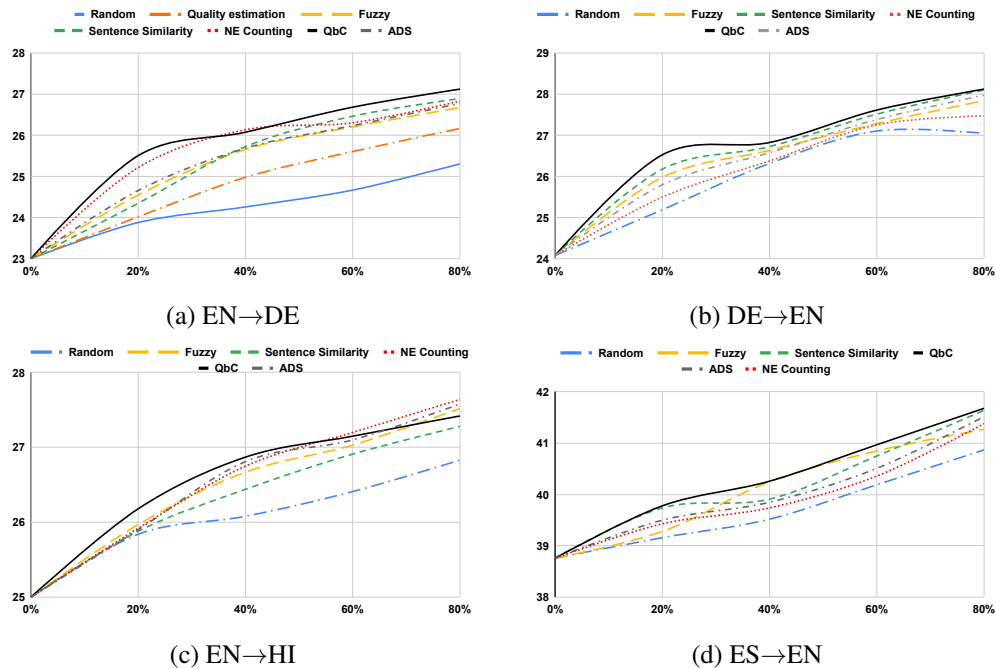 Random Quality estimation Fuzzy
Sentence Similarity NE Counting QbC ADS
28
27
26
25
24
23
0% 20% 40% 60% 80%
(a) EN→DE
Random Fuzzy Sentence Similarity NE Counting
QbC ADS
29
28
27
26
25
24
0% 20% 40% 60% 80%
(b) DE→EN
Random Fuzzy Sentence Similarity NE Counting
QbC ADS
28
27
26
25
0% 20% 40% 60% 80%
(c) EN→HI
Random Fuzzy Sentence Similarity QbC
ADS NE Counting
42
41
40
39
38
0% 20% 40% 60% 80%
(d) ES→EN